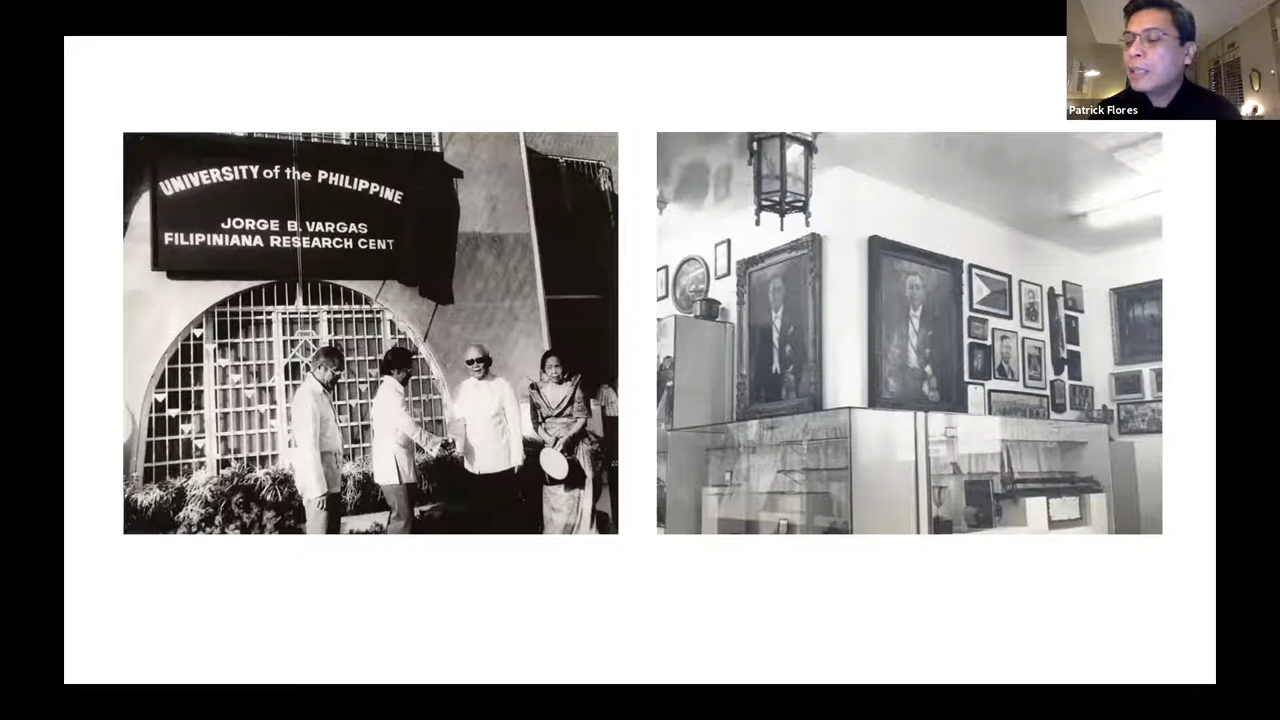 UNIVERSITY of the PHILIPPINE
JORGE B. VARGAS
FILIPINIANA RESEARCH CENT
Patrick Flores